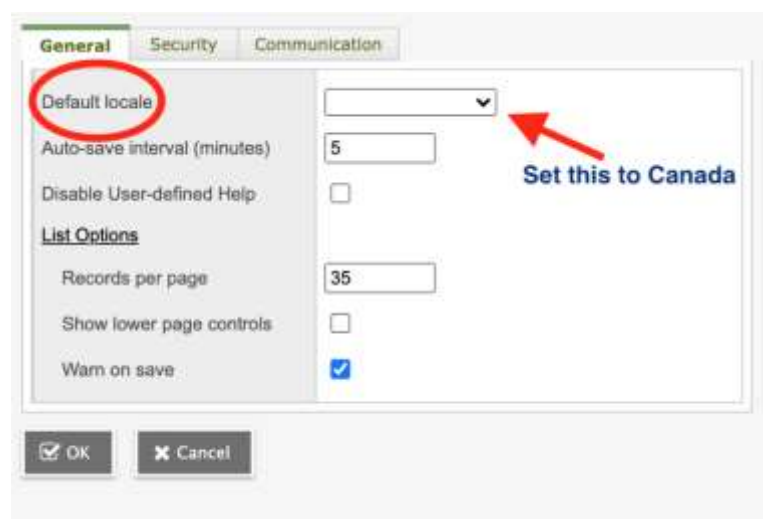 General Security Communication
Default locale
Auto-save interval (minutes) 5
Set this to Canada
Disable User-defined Help
List Options
Records per page 35
Show lower page controls
Warn on save
OK Cancel